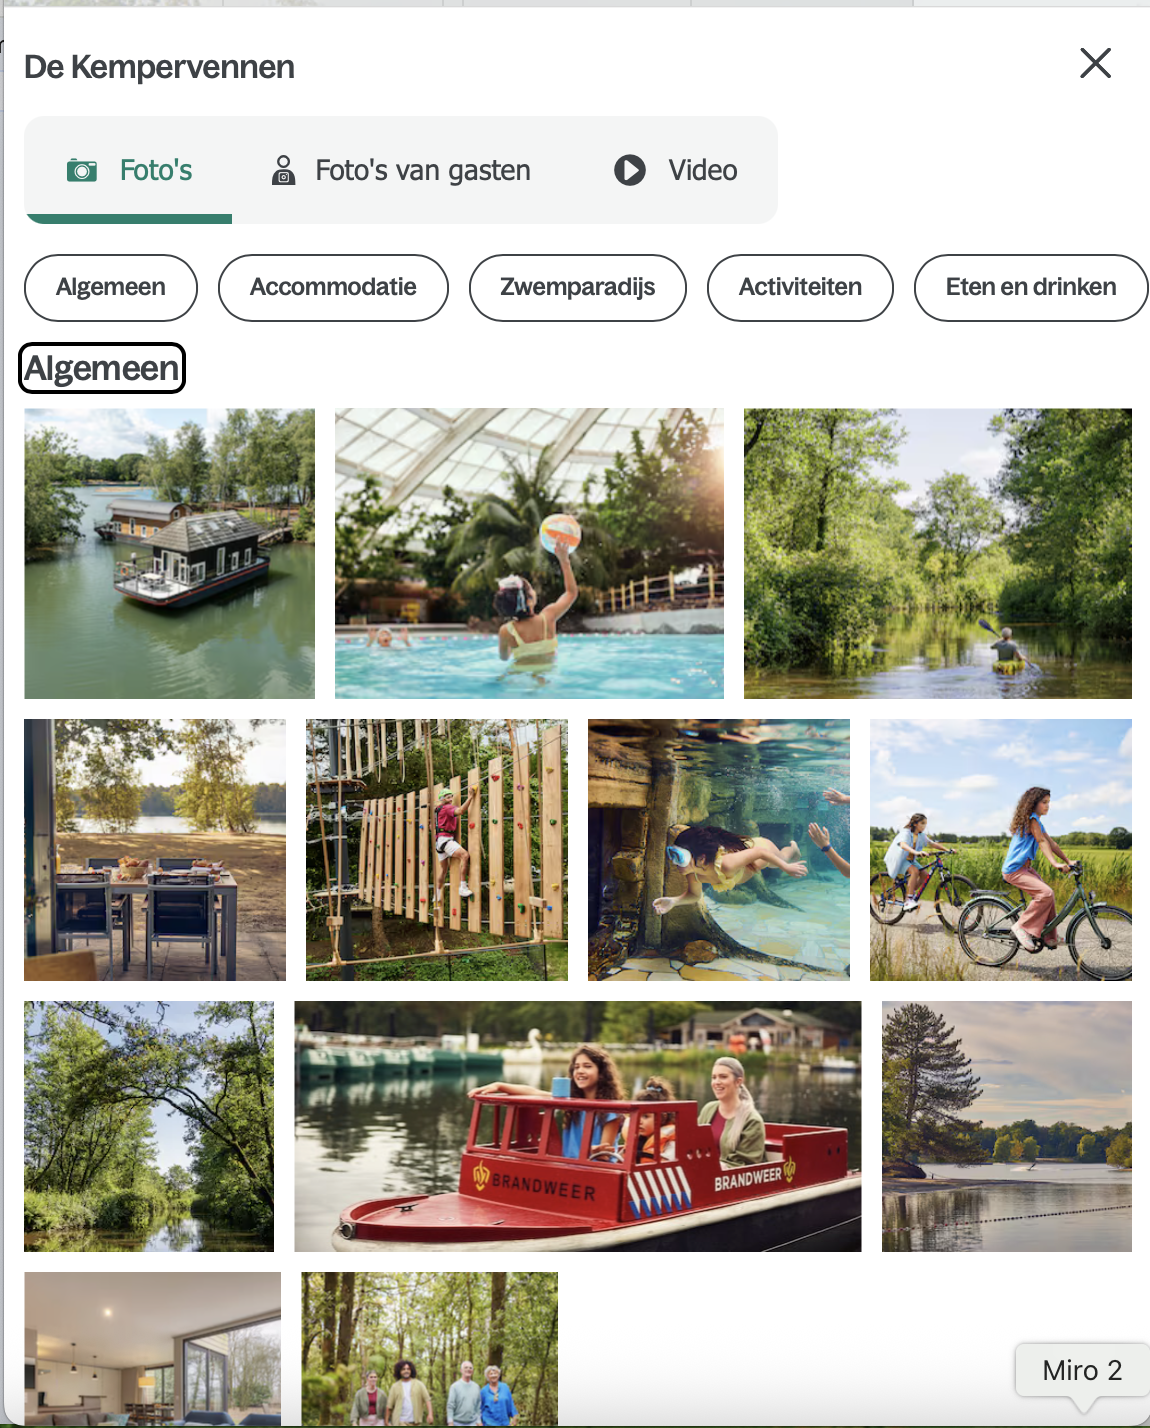 De Kempervennen
Foto's
Foto's van gasten
Video
Algemeen
Accommodatie
Zwemparadijs
Activiteiten
Eten en drinken
Algemeen
BRANDWEER
BRANDWEER
Miro 2